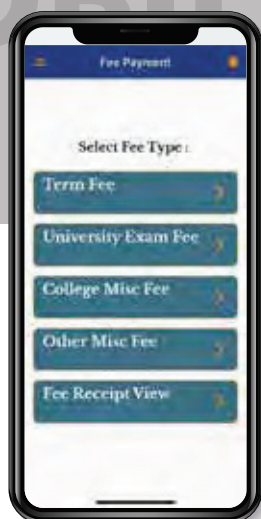 Fee Payment
Select Fee Type :
Term Fee
University Exam Fee
College Misc Fee
Other Misc Fee
Fee Receipt View